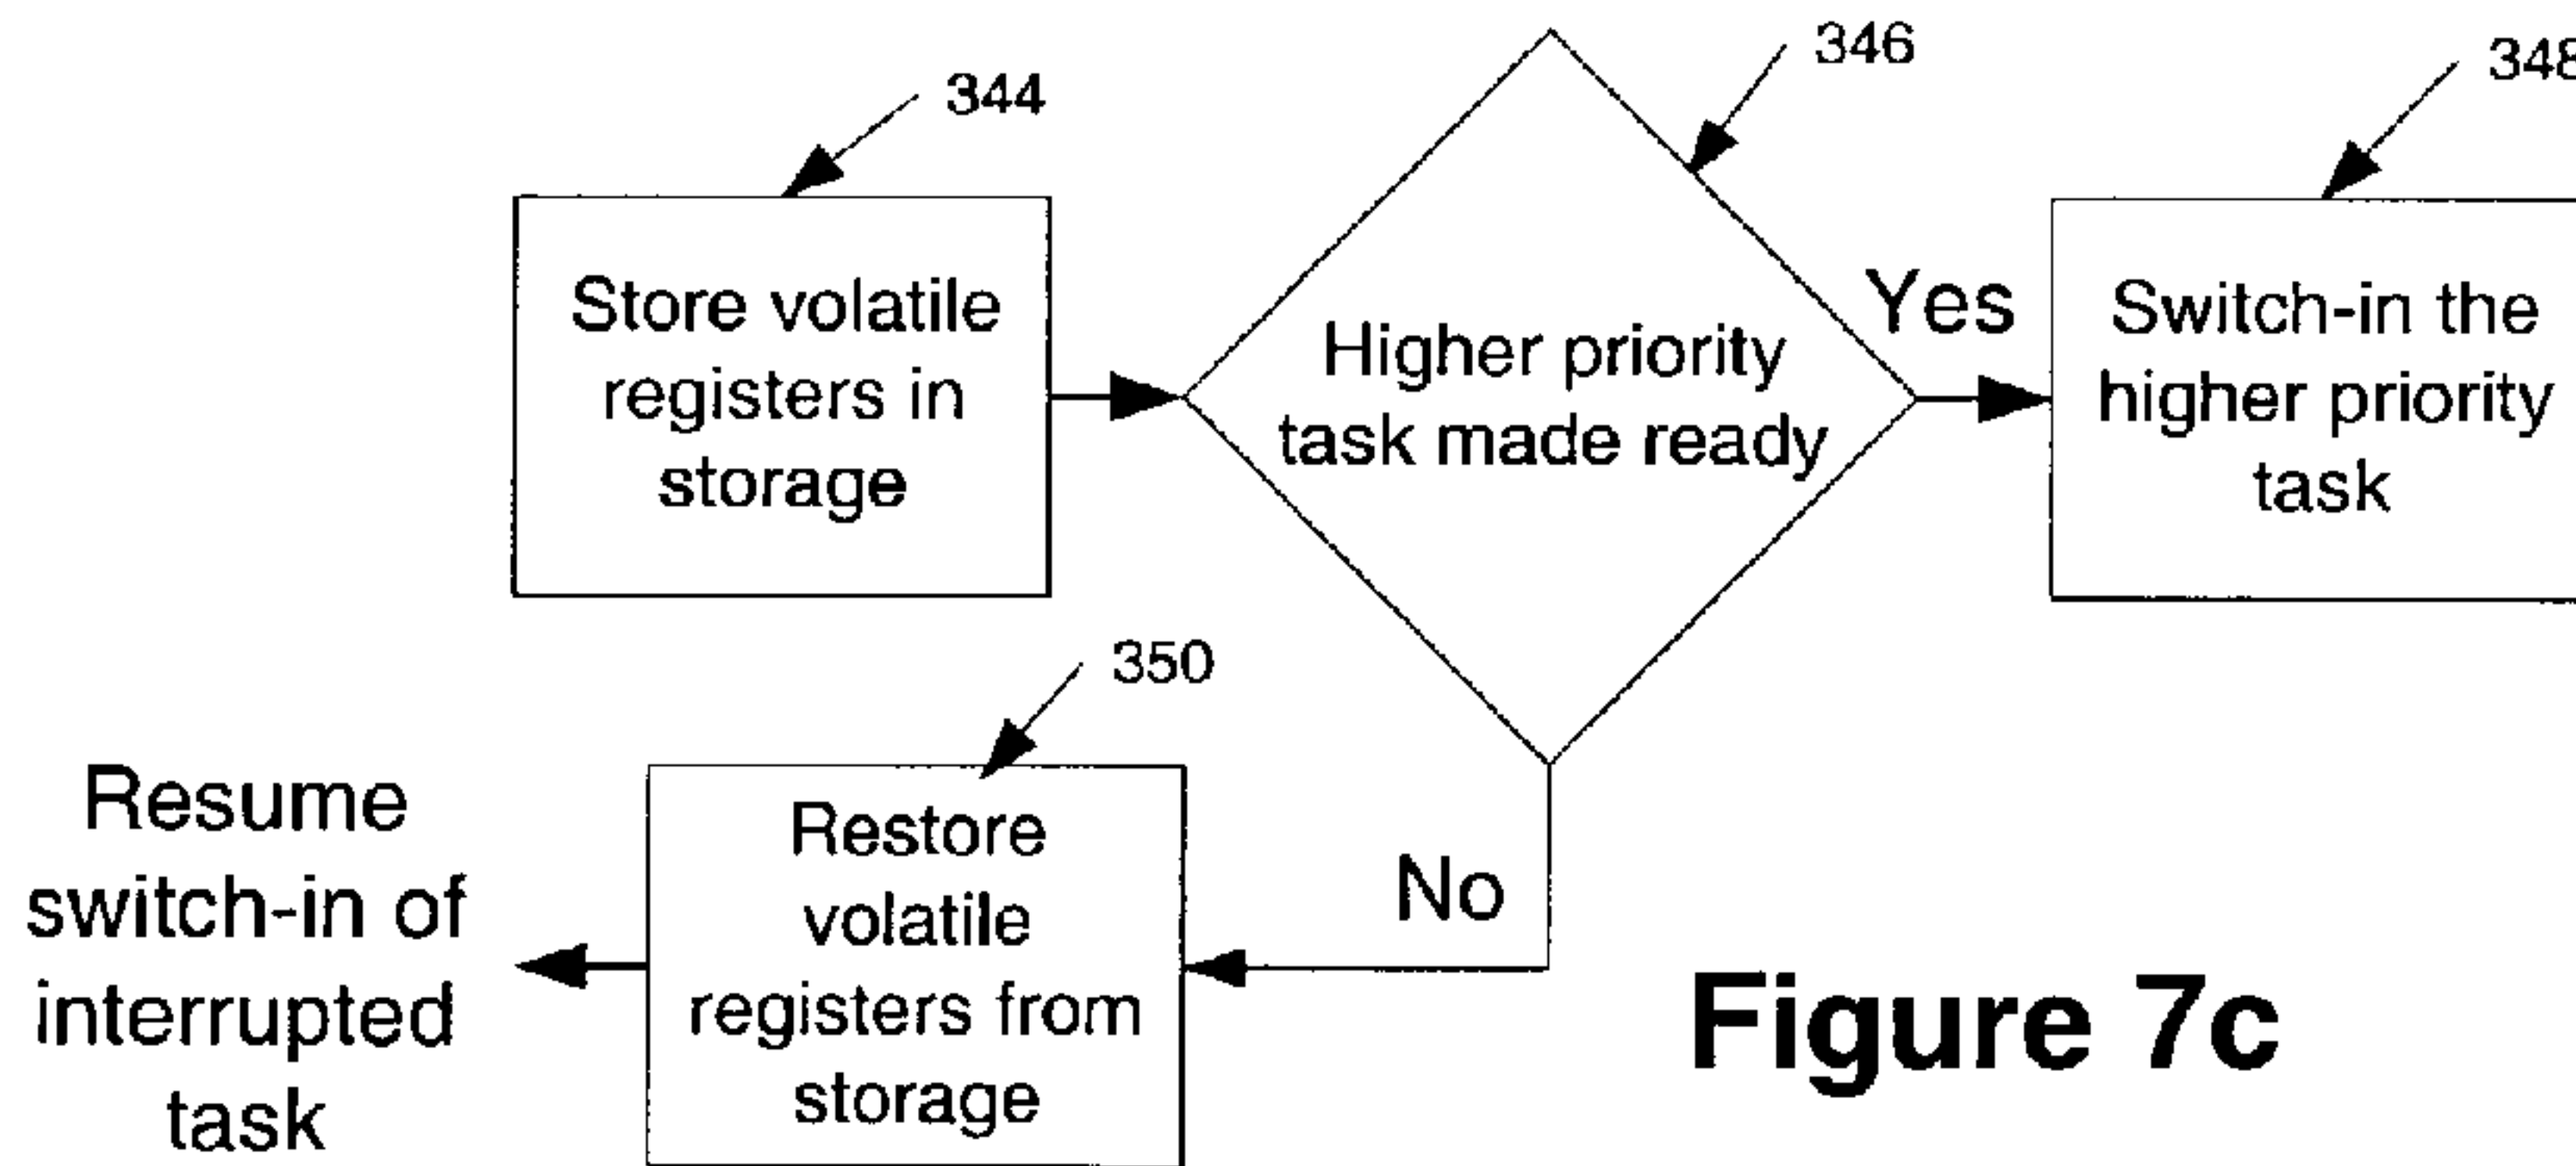 344
346
348
Store volatile
registers in
storage
Higher priority
task made ready
Yes
Switch-in the
higher priority
task
350
Resume
switch-in of
interrupted
task
Restore
volatile
registers from
storage
No
Figure 7c